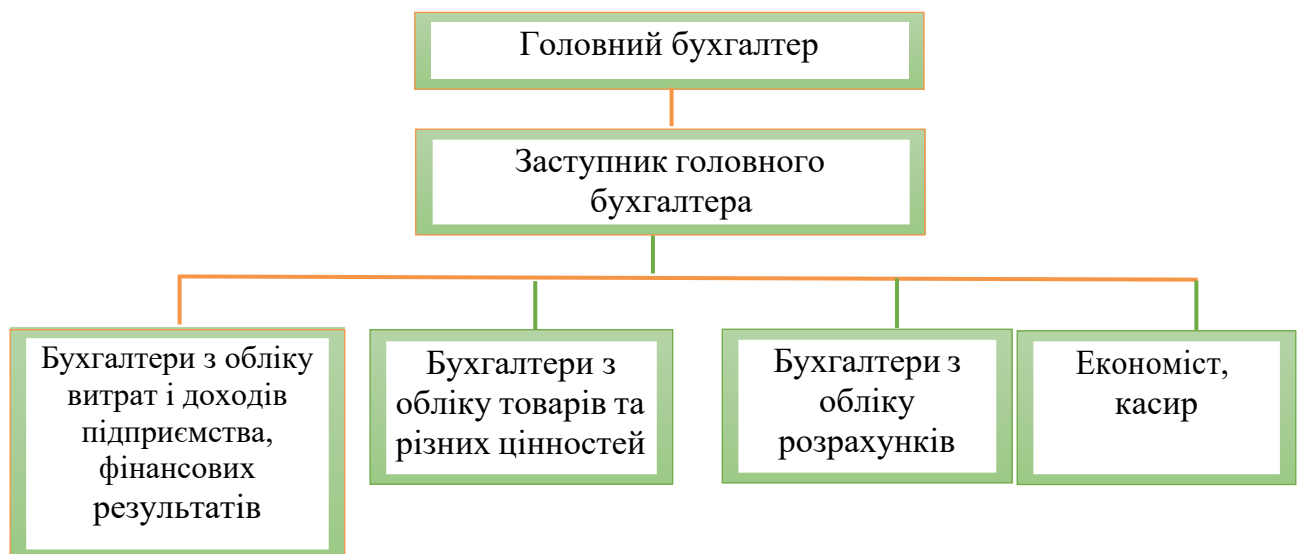 Головний бухгалтер
Заступник головного
бухгалтера
Бухгалтери з обліку
витрат і доходів
підприємства,
фінансових
результатів
Бухгалтери з
обліку товарів та
різних цінностей
Бухгалтери з
обліку
розрахунків
Економіст,
касир